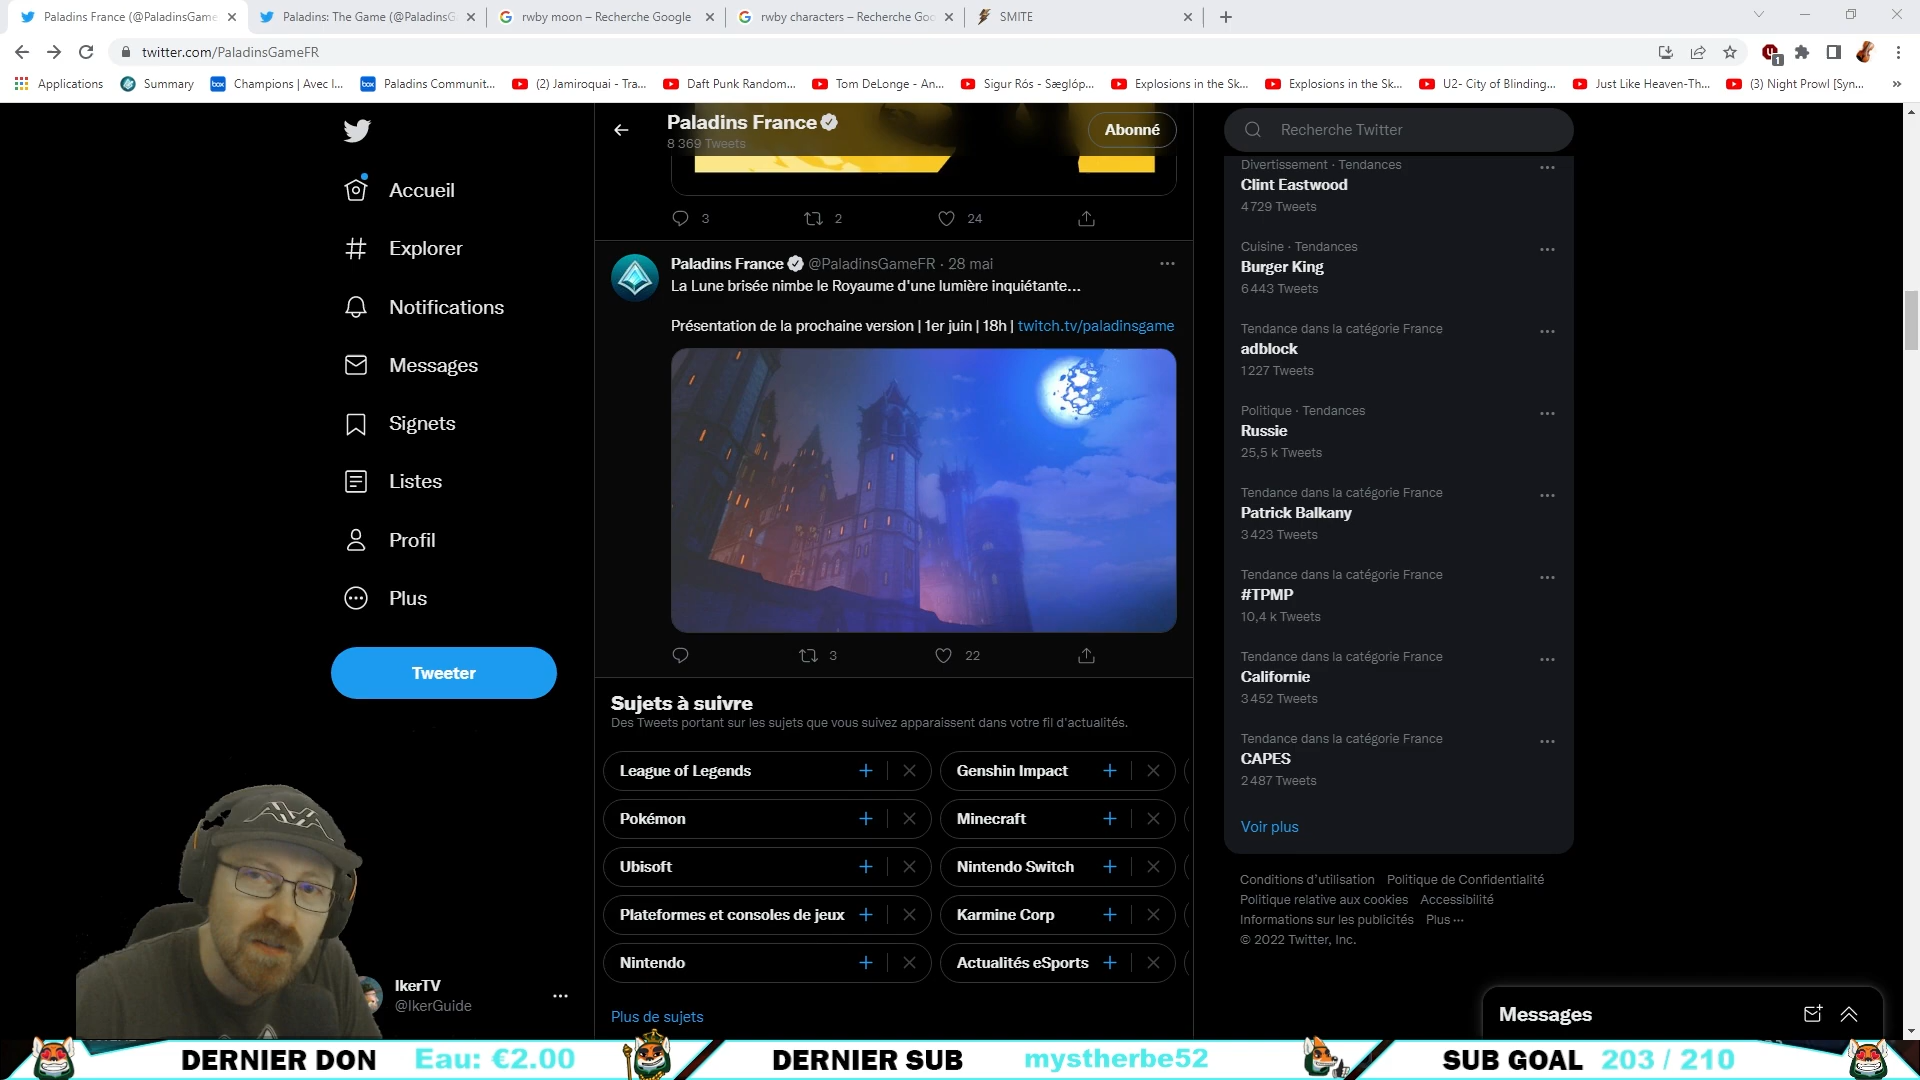 Paladins France (@PaladinsGame
Paladins: The Game (@PaladinsG
rwby moon – Recherche Google
rwby characters – Recherche Goo
SMITE
twitter.com/PaladinsGameFR
1
Applications
Summary
Champions | Avec l...
Paladins Communit...
(2) Jamiroquai - Tra...
Daft Punk Random...
Tom DeLonge - An...
Sigur Rós - Sæglóp...
Explosions in the Sk...
Explosions in the Sk...
U2- City of Blinding...
Just Like Heaven-Th...
(3) Night Prowl [Syn...
Accueil
Explorer
Notifications
Messages
Signets
Listes
Profil
Plus
Tweeter
IkerTV
@IkerGuide
Paladins France
8 369 Tweets
Abonné
3
2
24
Paladins France @PaladinsGameFR · 28 mai
La Lune brisée nimbe le Royaume d'une lumière inquiétante...
Présentation de la prochaine version | 1er juin | 18h | twitch.tv/paladinsgame
3
22
Sujets à suivre
Des Tweets portant sur les sujets que vous suivez apparaissent dans votre fil d'actualités.
League of Legends
Genshin Impact
Pokémon
Minecraft
Ubisoft
Nintendo Switch
Plateformes et consoles de jeux
Karmine Corp
Nintendo
Actualités eSports
Plus de sujets
Recherche Twitter
Divertissement · Tendances
Clint Eastwood
4 729 Tweets
Cuisine · Tendances
Burger King
6 443 Tweets
Tendance dans la catégorie France
adblock
1 227 Tweets
Politique · Tendances
Russie
25,5 k Tweets
Tendance dans la catégorie France
Patrick Balkany
3 423 Tweets
Tendance dans la catégorie France
#TPMP
10,4 k Tweets
Tendance dans la catégorie France
Californie
3 452 Tweets
Tendance dans la catégorie France
CAPES
2 487 Tweets
Voir plus
Conditions d'utilisation Politique de Confidentialité
Politique relative aux cookies Accessibilité
Informations sur les publicités Plus ···
© 2022 Twitter, Inc.
Messages
DERNIER DON Eau: €2.00
DERNIER SUB mystherbe52
SUB GOAL 203 / 210